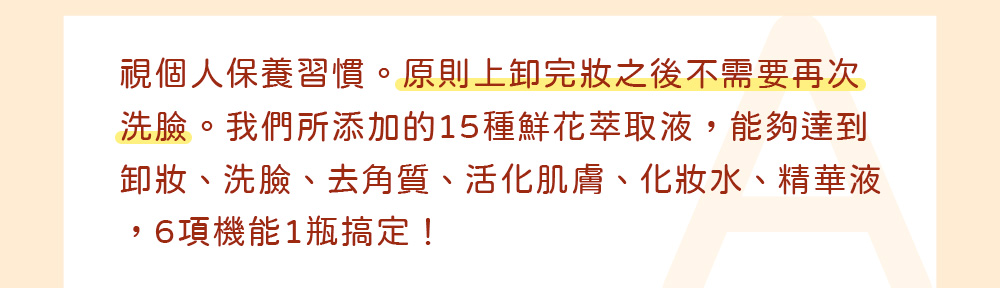 視個人保養習慣。原則上卸完妝之後不需要再次
洗臉。我們所添加的15種鮮花萃取液，能夠達到
卸妝、洗臉、去角質、活化肌膚、化妝水、精華液
，6項機能1瓶搞定！